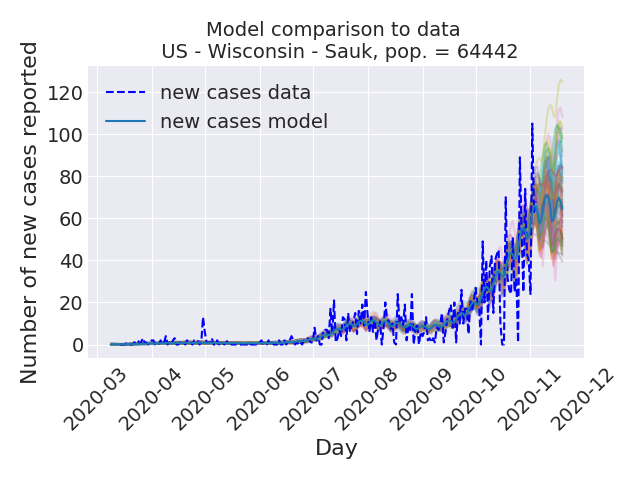 Model comparison to data
US - Wisconsin - Sauk, pop. = 64442
Number of new cases reported
120
100
80
60
40
20
0
new cases data
new cases model
2020-03
2020-04
2020-05
2020-06
2020-07
2020-08
2020-09
2020-10
2020-11
2020-12
Day